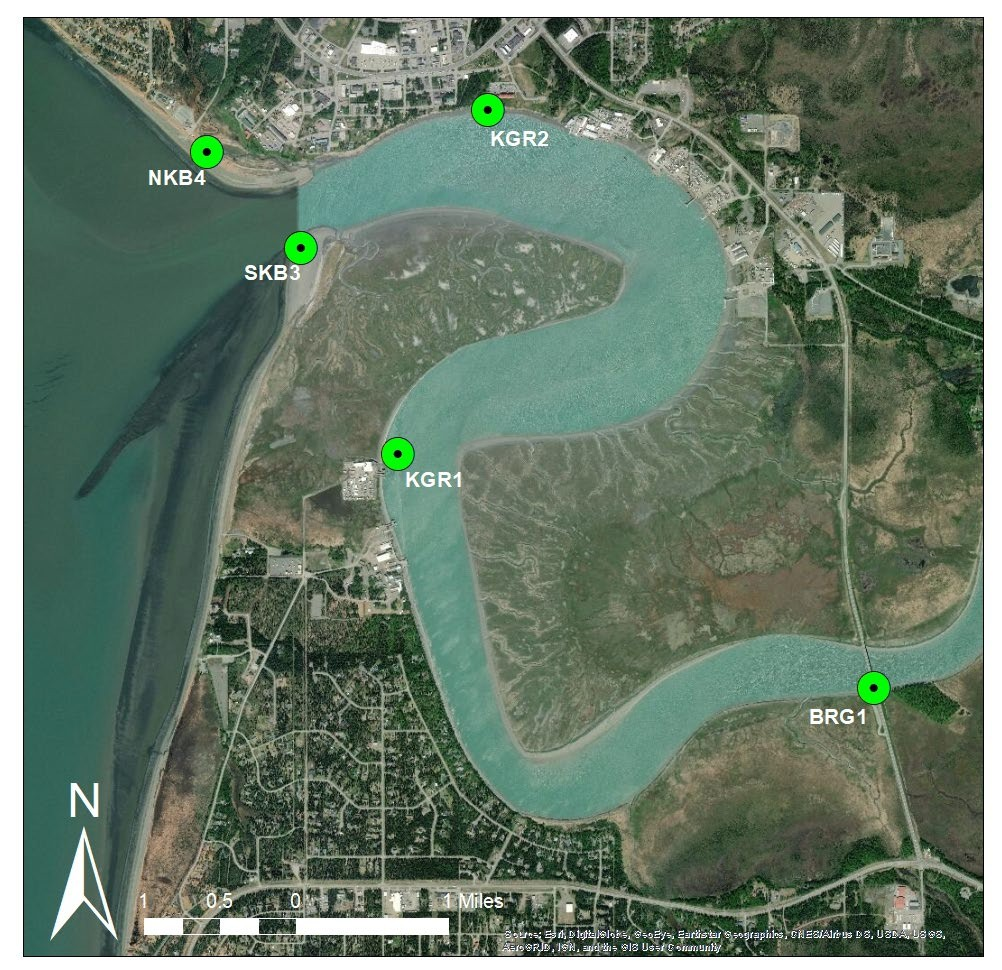 KGR2
NKB4
SKB3
KGR1
BRG1
N
1 0.5 0 1 Miles
Source: Esri, DigitalGlobe, GeoEye, Earthstar Geographics, CNES/Airbus DS, USDA, USGS,
AeroGRID, IGN, and the GIS User Community